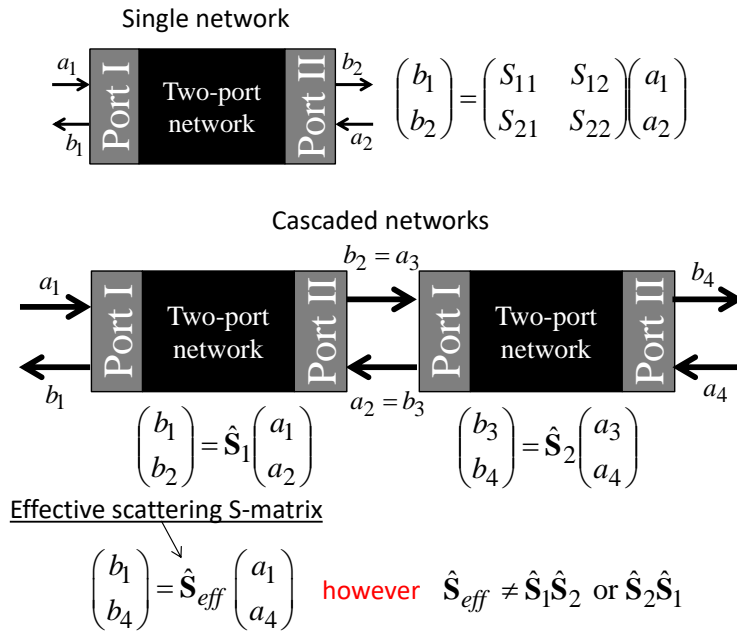 Single network
a₁
b₁
Port I
Two-port
network
Port II
b₂
a₂
(b₁ b₂) = (S₁₁ S₁₂ S₂₁ S₂₂)(a₁ a₂)
Cascaded networks
a₁
b₁
Port I
Two-port
network
Port II
b₂ = a₃
a₂ = b₃
Port I
Two-port
network
Port II
b₄
a₄
(b₁ b₂) = Ŝ₁ (a₁ a₂)
(b₃ b₄) = Ŝ₂ (a₃ a₄)
Effective scattering S-matrix
(b₁ b₄) = Ŝeff (a₁ a₄) however Ŝeff ≠ Ŝ₁Ŝ₂ or Ŝ₂Ŝ₁